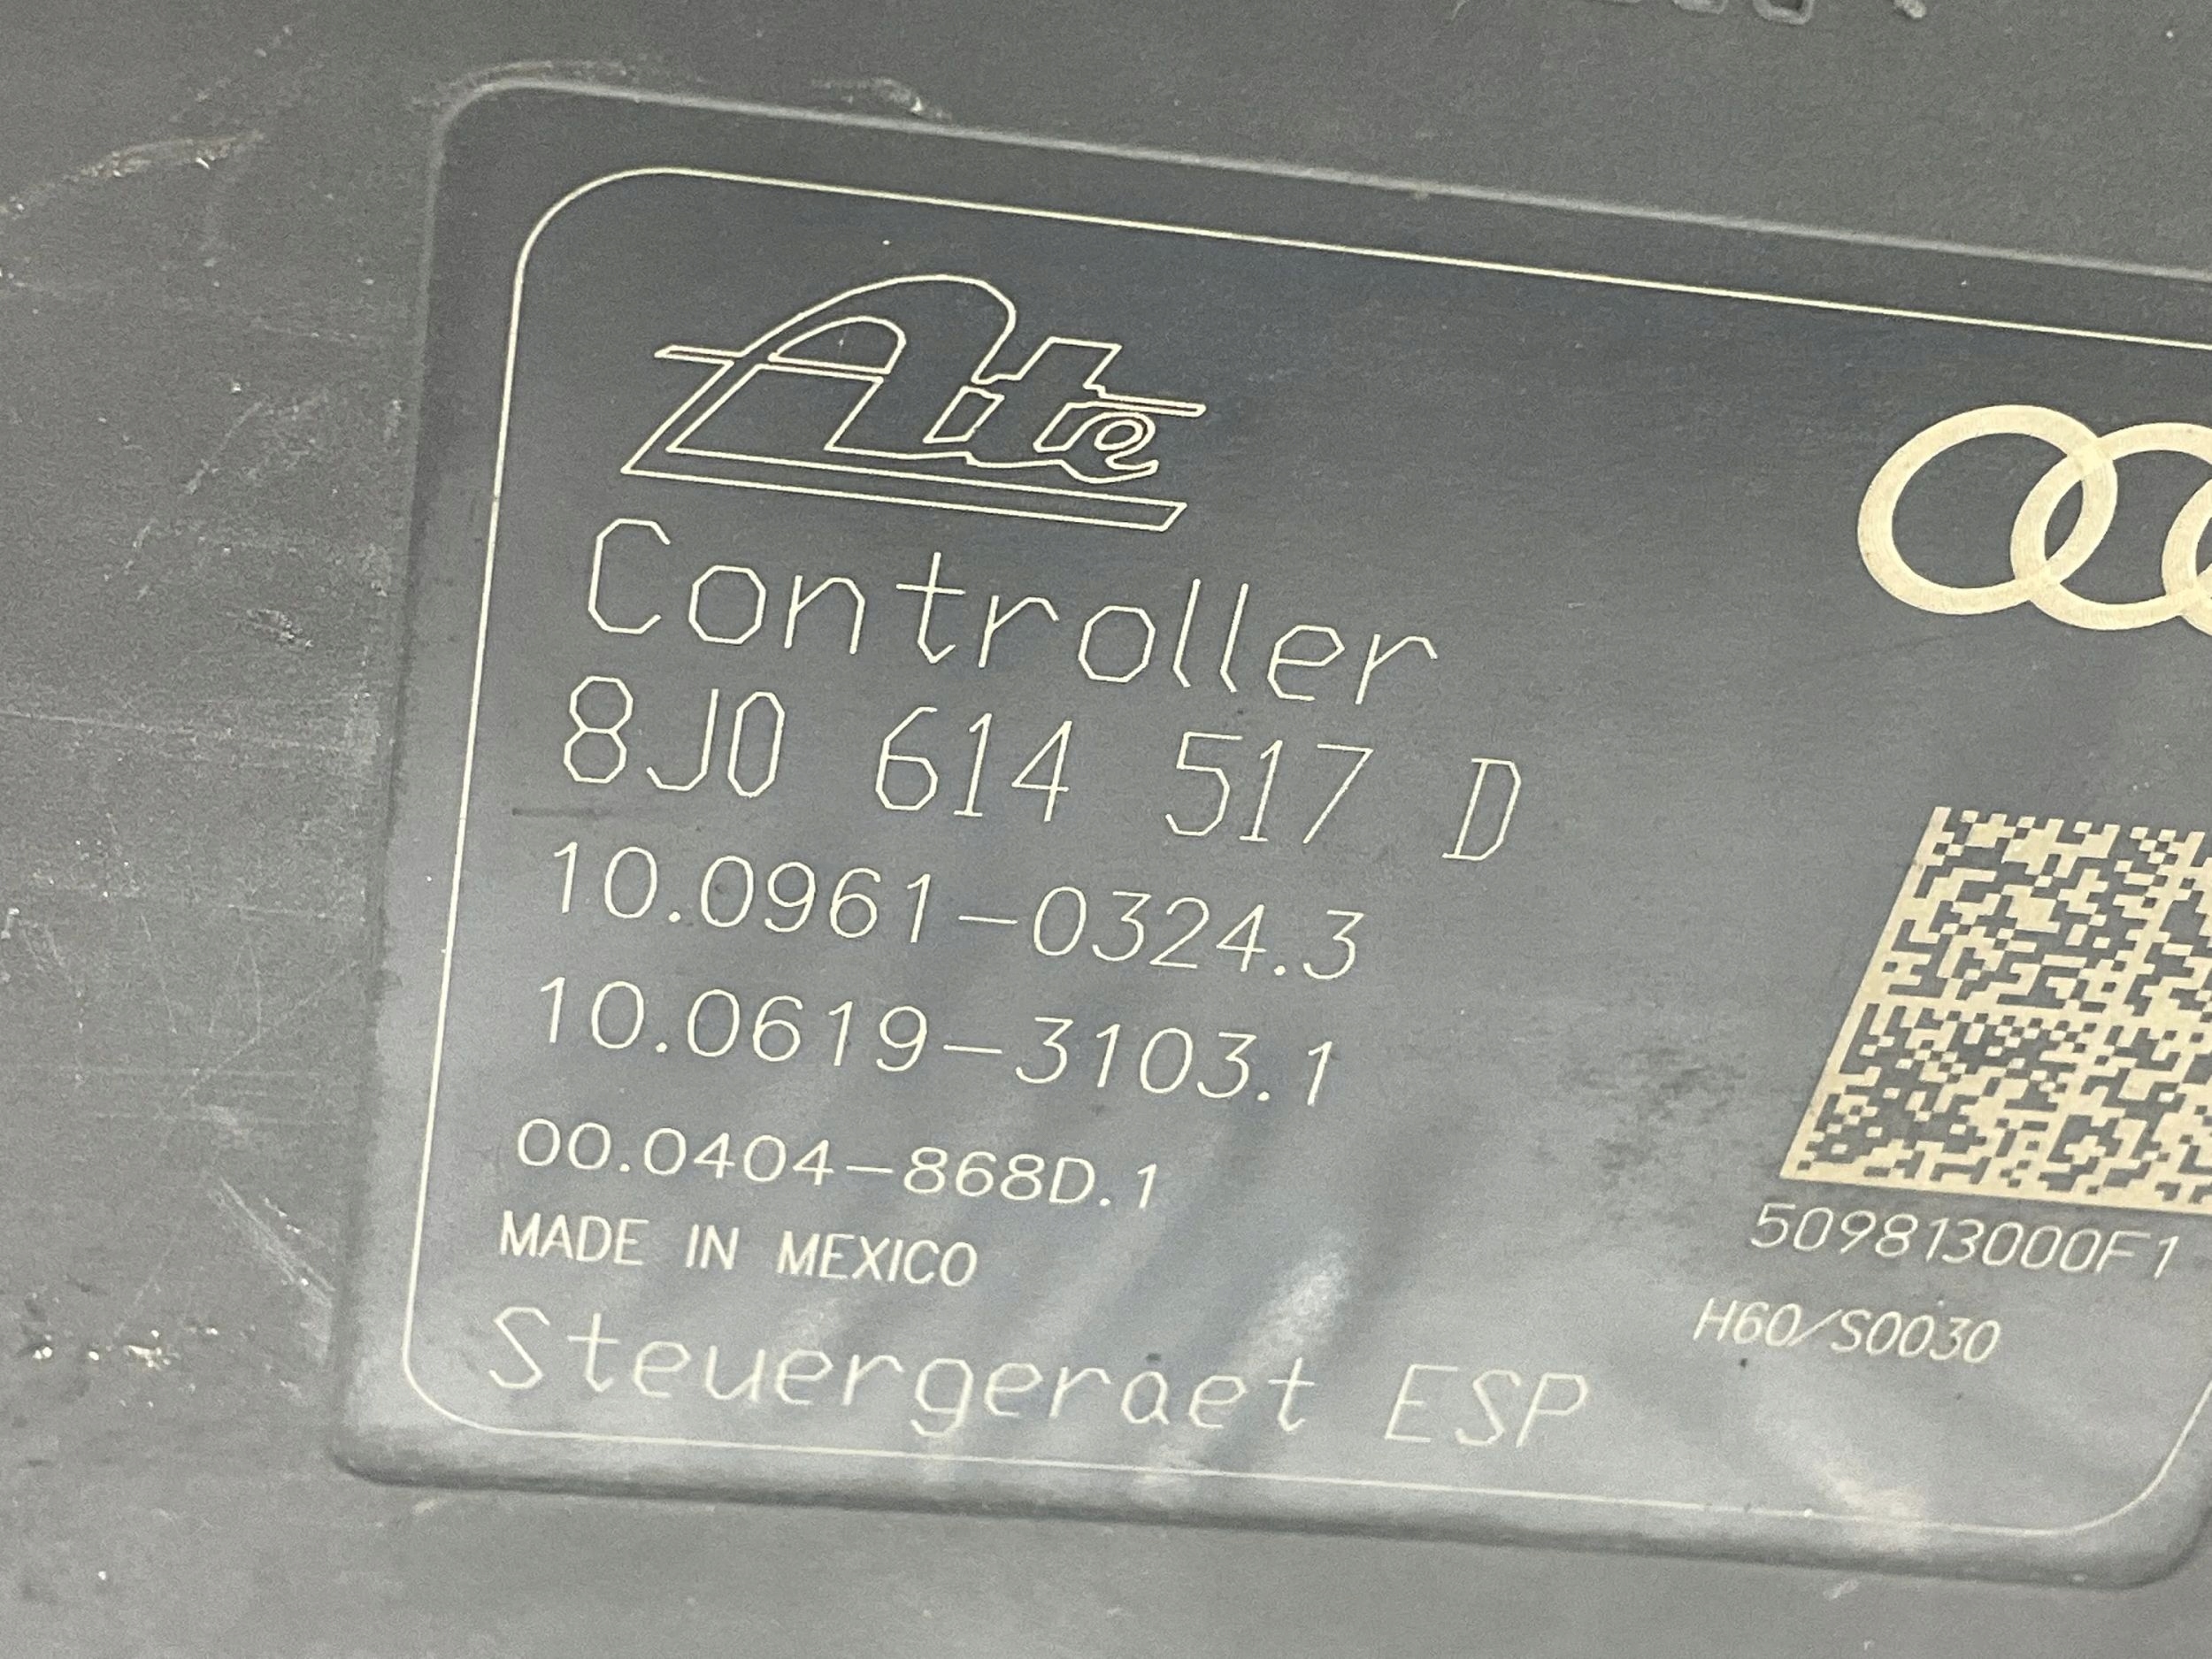 Ate
Controller
8J0 614 517 D
10.0961-0324.3
10.0619-3103.1
00.0404-868D.1
MADE IN MEXICO
Steuergeraet ESP
509813000F1
H60/S0030